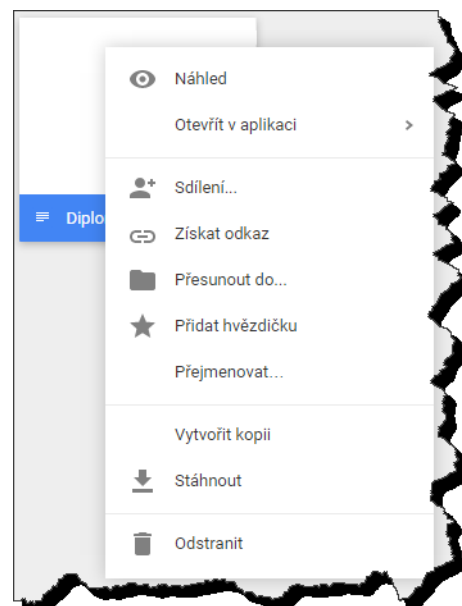 Náhled
Otevřít v aplikaci
Sdílení...
Diplo
Získat odkaz
Přesunout do...
Přidat hvězdičku
Přejmenovat...
Vytvořit kopii
Stáhnout
Odstranit